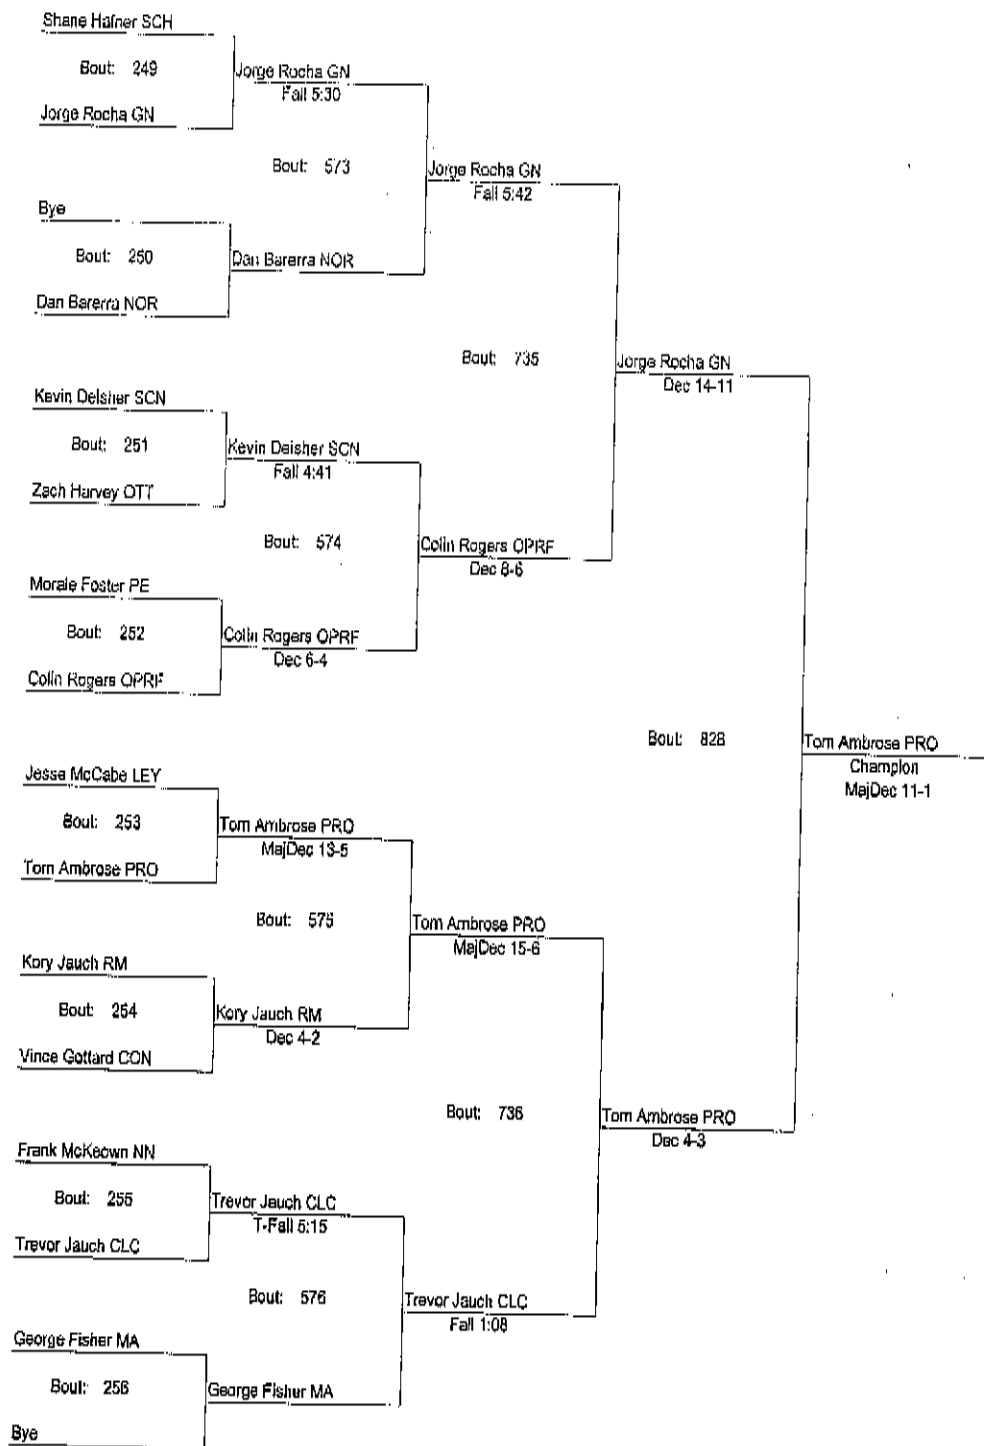 Shane Hafner SCH
Bout: 249
Jorge Rocha GN
Fall 5:30
Jorge Rocha GN
Bout: 573
Jorge Rocha GN
Fall 5:42
Bye
Bout: 250
Dan Bararra NOR
Dan Bararra NOR
Bout: 735
Jorge Rocha GN
Dec 14-11
Kevin Deisher SCN
Bout: 251
Kevin Deisher SCN
Fall 4:41
Zach Harvey OTT
Bout: 574
Colin Rogers OPRF
Dec 8-6
Morale Foster PE
Bout: 252
Colin Rogers OPRF
Dec 6-4
Colin Rogers OPRF
Bout: 828
Tom Ambrose PRO
Champion
MajDec 11-1
Jesse McCabe LEY
Bout: 253
Tom Ambrose PRO
MajDec 13-5
Tom Ambrose PRO
Bout: 575
Tom Ambrose PRO
MajDec 15-6
Kory Jauch RM
Bout: 254
Kory Jauch RM
Dec 4-2
Vince Gottard CON
Bout: 736
Tom Ambrose PRO
Dec 4-3
Frank McKeown NN
Bout: 255
Trevor Jauch CLC
T-Fall 5:15
Trevor Jauch CLC
Bout: 576
Trevor Jauch CLC
Fall 1:08
George Fisher MA
Bout: 256
George Fisher MA
Bye